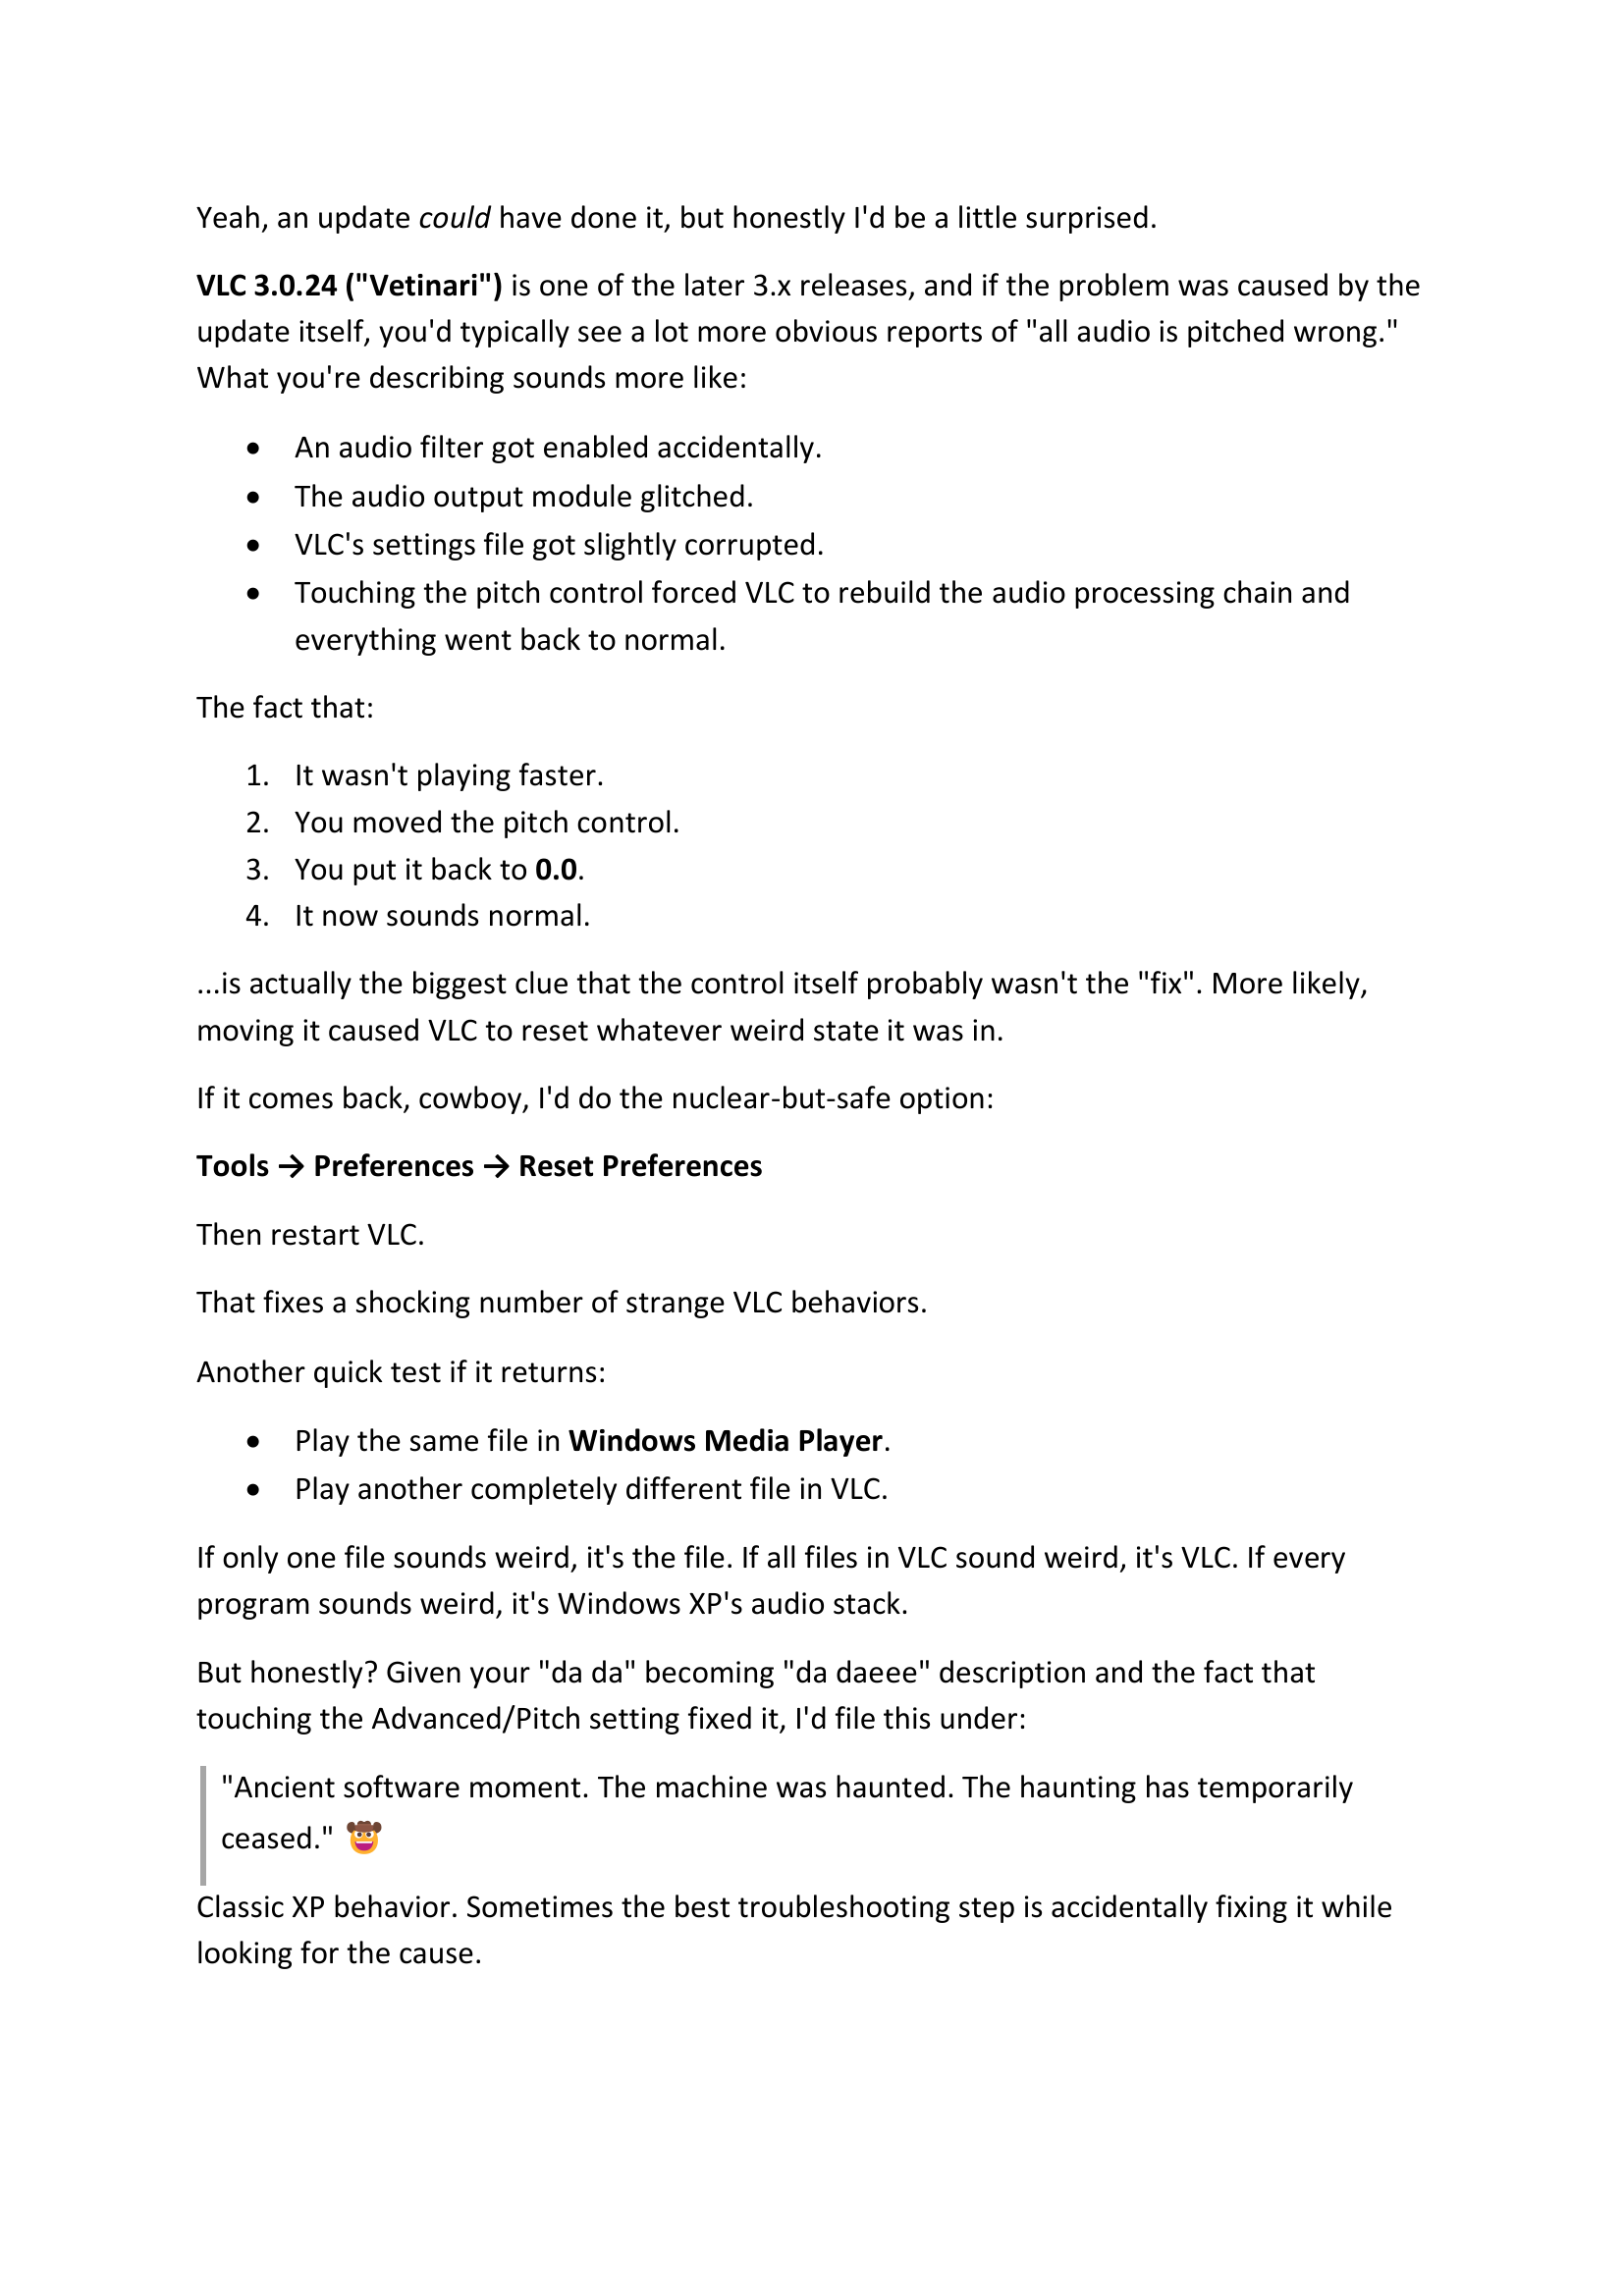 Yeah, an update could have done it, but honestly I'd be a little surprised.
VLC 3.0.24 ("Vetinari") is one of the later 3.x releases, and if the problem was caused by the
update itself, you'd typically see a lot more obvious reports of "all audio is pitched wrong."
What you're describing sounds more like:
• An audio filter got enabled accidentally.
• The audio output module glitched.
• VLC's settings file got slightly corrupted.
• Touching the pitch control forced VLC to rebuild the audio processing chain and
everything went back to normal.
The fact that:
1. It wasn't playing faster.
2. You moved the pitch control.
3. You put it back to 0.0.
4. It now sounds normal.
...is actually the biggest clue that the control itself probably wasn't the "fix". More likely,
moving it caused VLC to reset whatever weird state it was in.
If it comes back, cowboy, I'd do the nuclear-but-safe option:
Tools → Preferences → Reset Preferences
Then restart VLC.
That fixes a shocking number of strange VLC behaviors.
Another quick test if it returns:
• Play the same file in Windows Media Player.
• Play another completely different file in VLC.
If only one file sounds weird, it's the file. If all files in VLC sound weird, it's VLC. If every
program sounds weird, it's Windows XP's audio stack.
But honestly? Given your "da da" becoming "da daeee" description and the fact that
touching the Advanced/Pitch setting fixed it, I'd file this under:
"Ancient software moment. The machine was haunted. The haunting has temporarily
ceased." 🤠
Classic XP behavior. Sometimes the best troubleshooting step is accidentally fixing it while
looking for the cause.